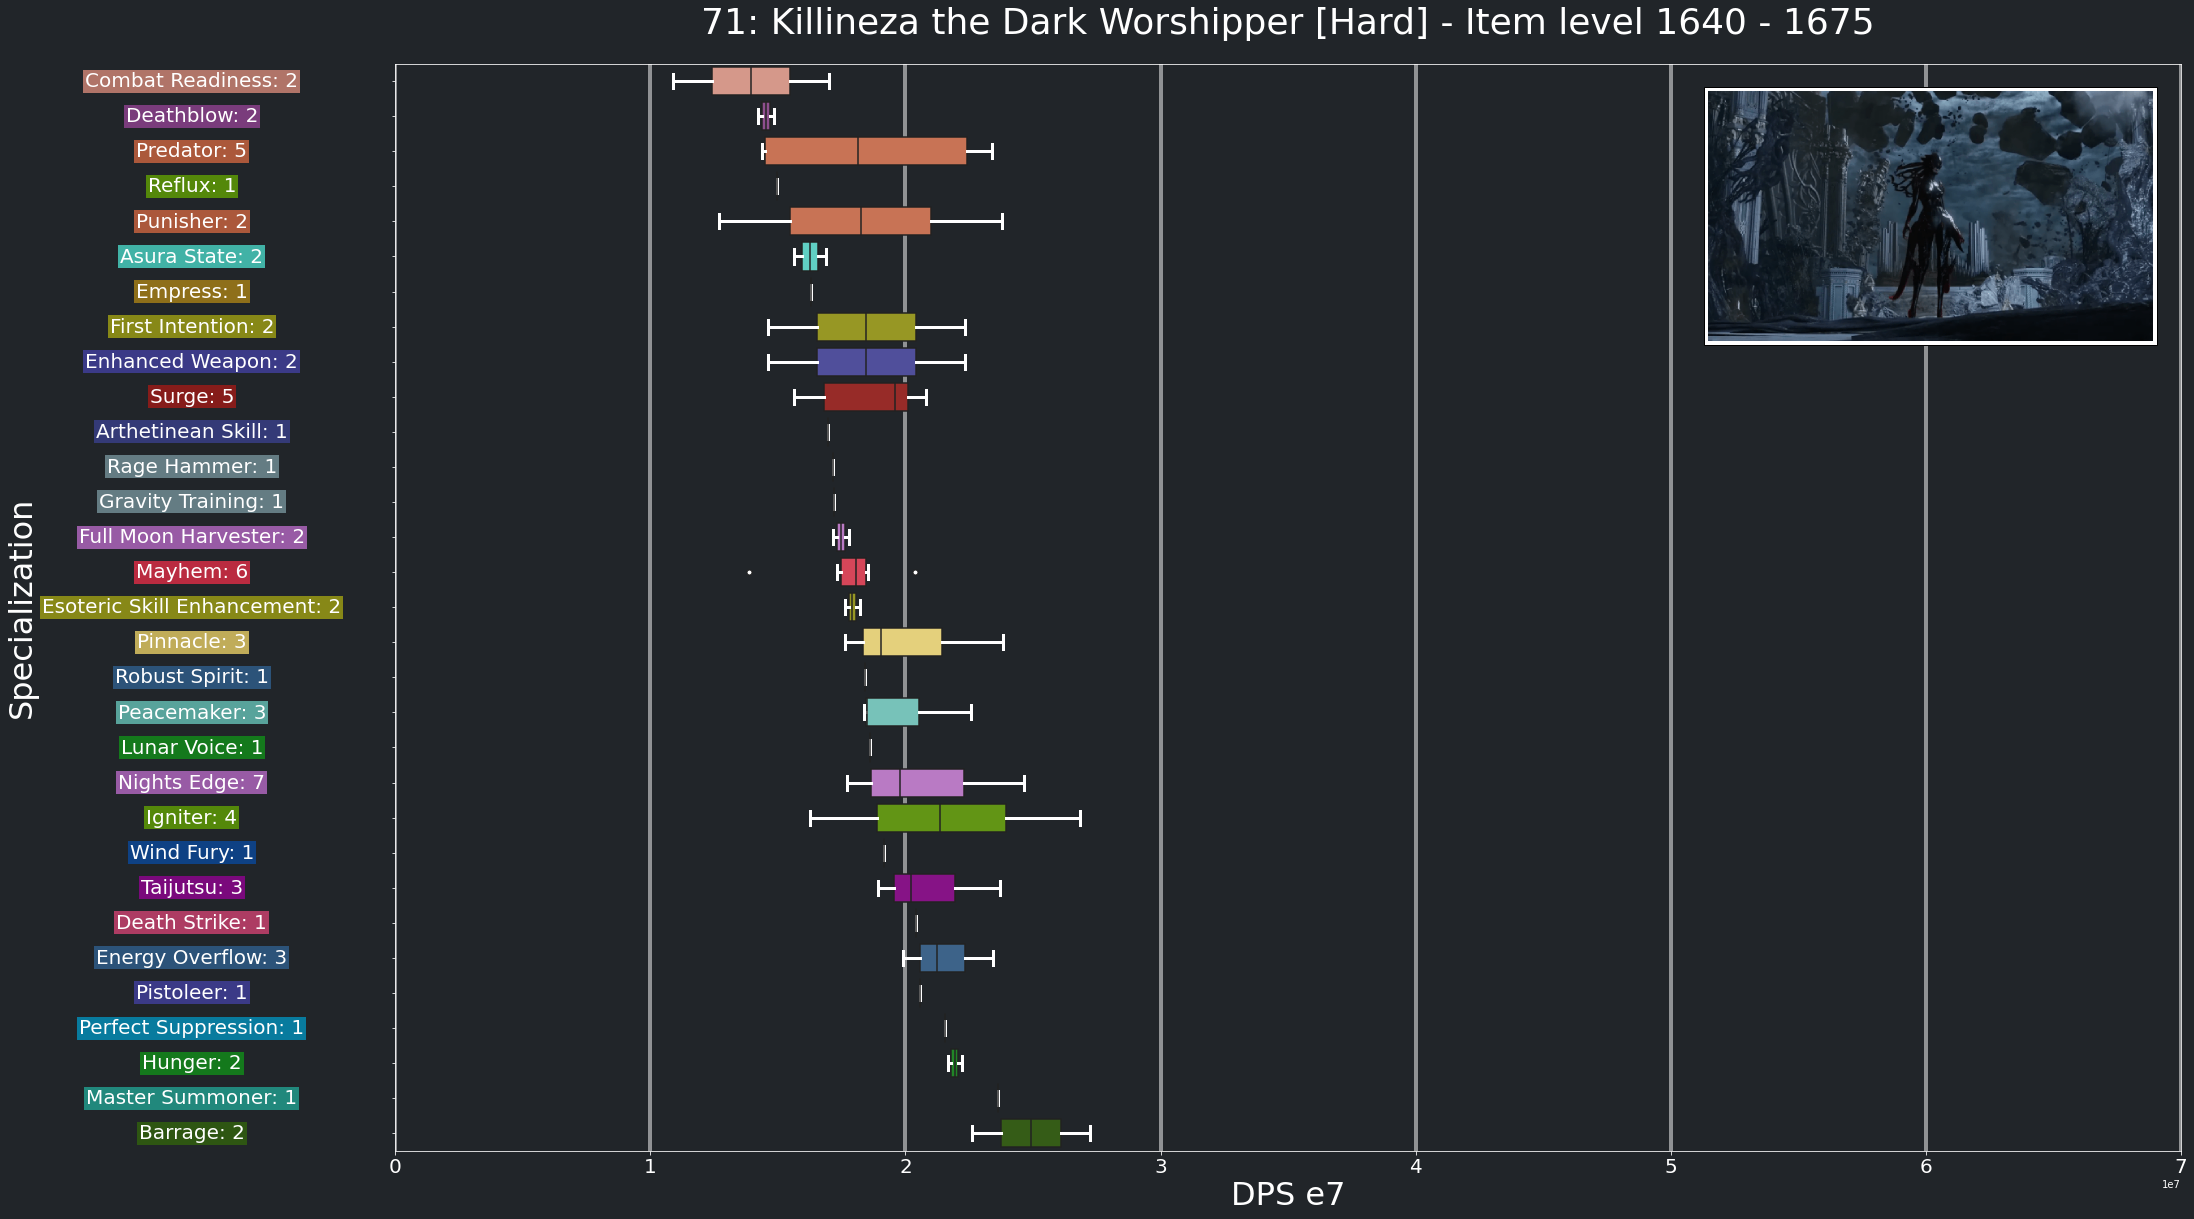 71: Killineza the Dark Worshipper [Hard] - Item level 1640 - 1675
Specialization
Combat Readiness: 2
Deathblow: 2
Predator: 5
Reflux: 1
Punisher: 2
Asura State: 2
Empress: 1
First Intention: 2
Enhanced Weapon: 2
Surge: 5
Arthetinean Skill: 1
Rage Hammer: 1
Gravity Training: 1
Full Moon Harvester: 2
Mayhem: 6
Esoteric Skill Enhancement: 2
Pinnacle: 3
Robust Spirit: 1
Peacemaker: 3
Lunar Voice: 1
Nights Edge: 7
Igniter: 4
Wind Fury: 1
Taijutsu: 3
Death Strike: 1
Energy Overflow: 3
Pistoleer: 1
Perfect Suppression: 1
Hunger: 2
Master Summoner: 1
Barrage: 2
0 1 2 3 4 5 6 7
1e7
DPS e7